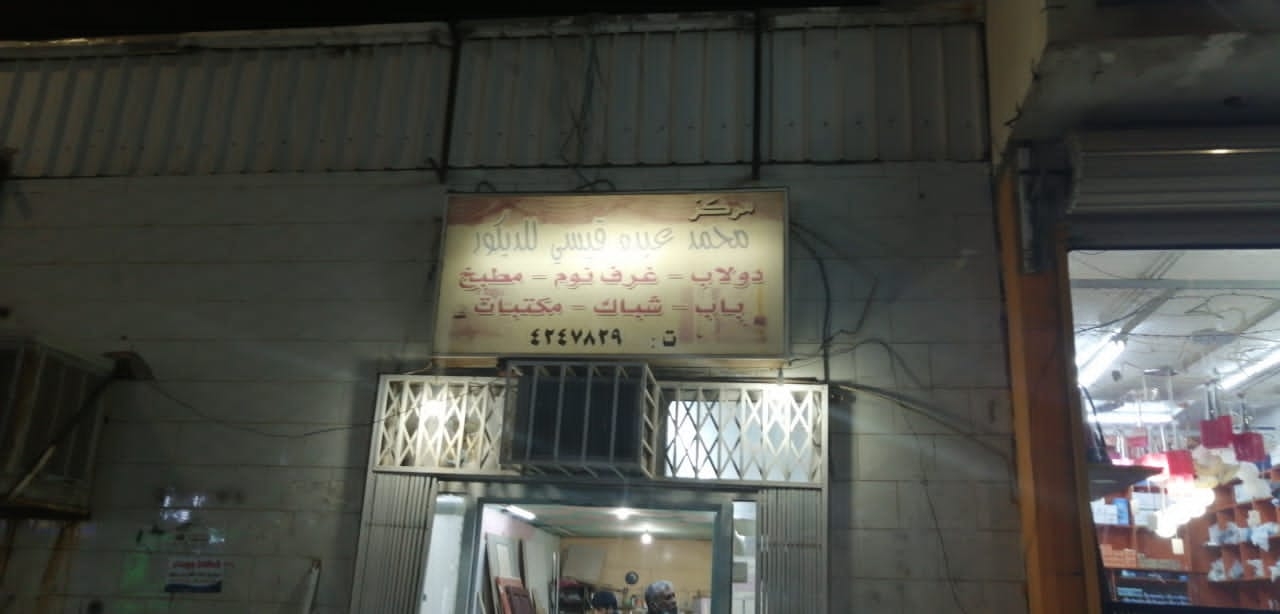 مركز
محمد عبده قيسي للديكور
دولاب - غرف نوم - مطبخ
باب - شباك - مكتبات
ت : ٤٢٤٧٨٢٩